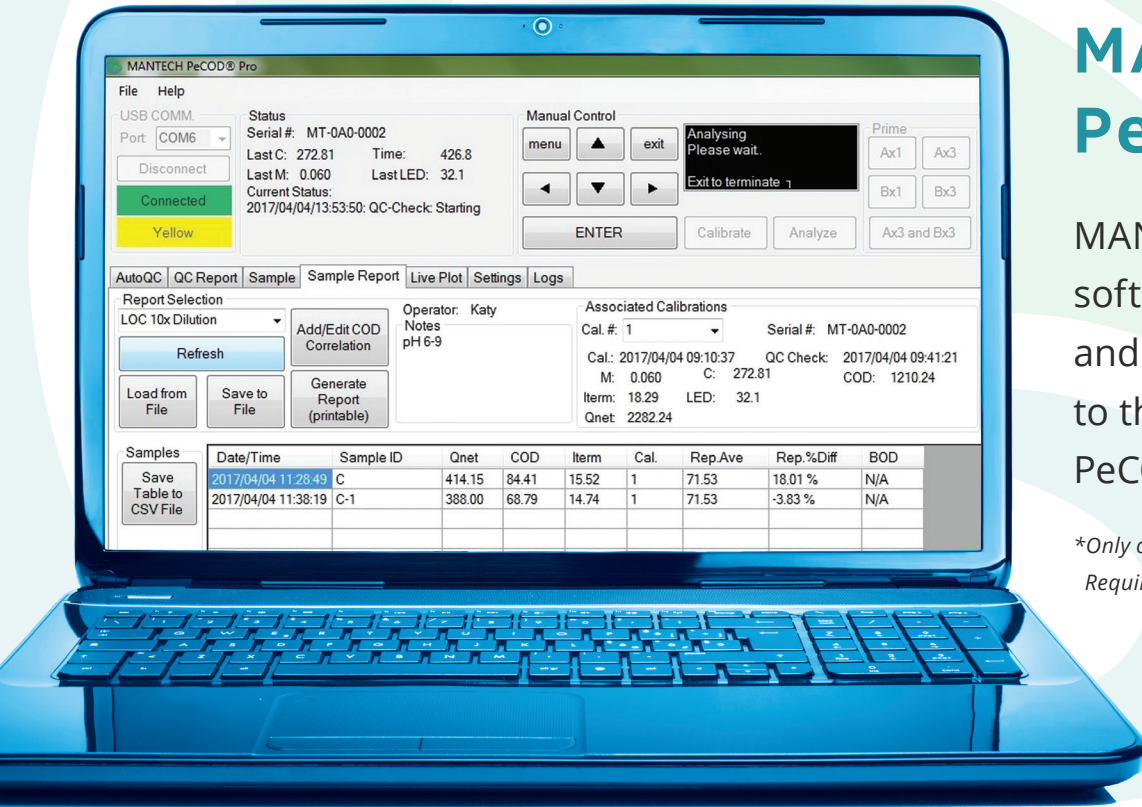 MANTECH PeCOD® Pro
File Help
USB COMM.
Port: COM6
Disconnect
Connected
Yellow
Status
Serial #: MT-0A0-0002
Last C: 272.81 Time: 426.8
Last M: 0.060 Last LED: 32.1
Current Status:
2017/04/04/13:53:50: QC-Check: Starting
Manual Control
menu ▲ exit
◄ ▼ ►
ENTER
Analysing
Please wait..
Exit to terminate
Calibrate Analyze
Prime
Ax1 Ax3
Bx1 Bx3
Ax3 and Bx3
AutoQC QC Report Sample Sample Report Live Plot Settings Logs
Report Selection
LOC 10x Dilution
Refresh
Load from
File
Save to
File
Add/Edit COD
Correlation
Generate
Report
(printable)
Operator: Katy
Notes
pH 6-9
Associated Calibrations
Cal. #: 1 Serial #: MT-0A0-0002
Cal.: 2017/04/04 09:10:37 QC Check: 2017/04/04 09:41:21
M: 0.060 C: 272.81 COD: 1210.24
Iterm: 18.29 LED: 32.1
Qnet: 2282.24
Samples
Save
Table to
CSV File
Date/Time Sample ID Qnet COD Iterm Cal. Rep.Ave Rep.%Diff BOD
2017/04/04 11:28:49 C 414.15 84.41 15.52 1 71.53 18.01 % N/A
2017/04/04 11:38:19 C-1 388.00 68.79 14.74 1 71.53 -3.83 % N/A
soft
and
to th
*Only